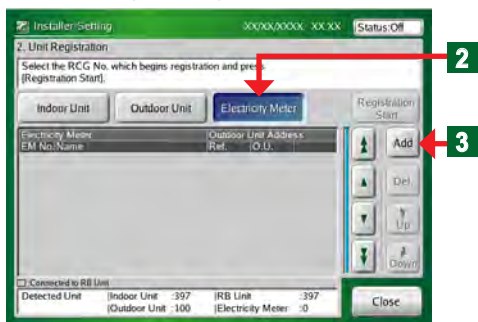 Installer Setting XX/XX/XXXX XX:XX Status:Off
2. Unit Registration
Select the RCG No. which begins registration and press
[Registration Start].
Indoor Unit Outdoor Unit Electricity Meter Registration
Start
2
Electricity Meter Outdoor Unit Address
EM No./Name Ref. O.U.
Add
3
Del.
Up
Down
□:Connected to RB Unit
Detected Unit Indoor Unit :397 RB Unit :397
Outdoor Unit :100 Electricity Meter :0
Close